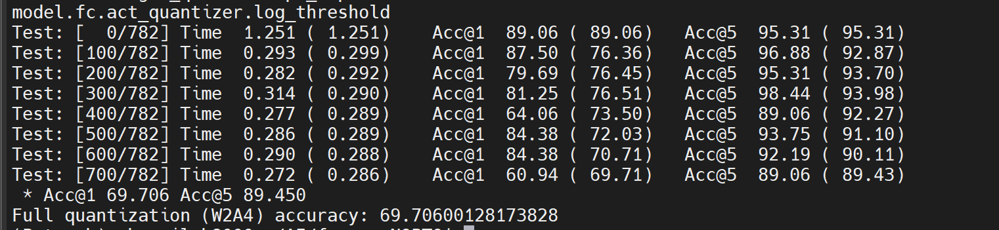 model.fc.act_quantizer.log_threshold
Test: [  0/782] Time  1.251 ( 1.251)    Acc@1  89.06 ( 89.06)   Acc@5  95.31 ( 95.31)
Test: [100/782] Time  0.293 ( 0.299)    Acc@1  87.50 ( 76.36)   Acc@5  96.88 ( 92.87)
Test: [200/782] Time  0.282 ( 0.292)    Acc@1  79.69 ( 76.45)   Acc@5  95.31 ( 93.70)
Test: [300/782] Time  0.314 ( 0.290)    Acc@1  81.25 ( 76.51)   Acc@5  98.44 ( 93.98)
Test: [400/782] Time  0.277 ( 0.289)    Acc@1  64.06 ( 73.50)   Acc@5  89.06 ( 92.27)
Test: [500/782] Time  0.286 ( 0.289)    Acc@1  84.38 ( 72.03)   Acc@5  93.75 ( 91.10)
Test: [600/782] Time  0.290 ( 0.288)    Acc@1  84.38 ( 70.71)   Acc@5  92.19 ( 90.11)
Test: [700/782] Time  0.272 ( 0.286)    Acc@1  60.94 ( 69.71)   Acc@5  89.06 ( 89.43)
 * Acc@1 69.706 Acc@5 89.450
Full quantization (W2A4) accuracy: 69.70600128173828